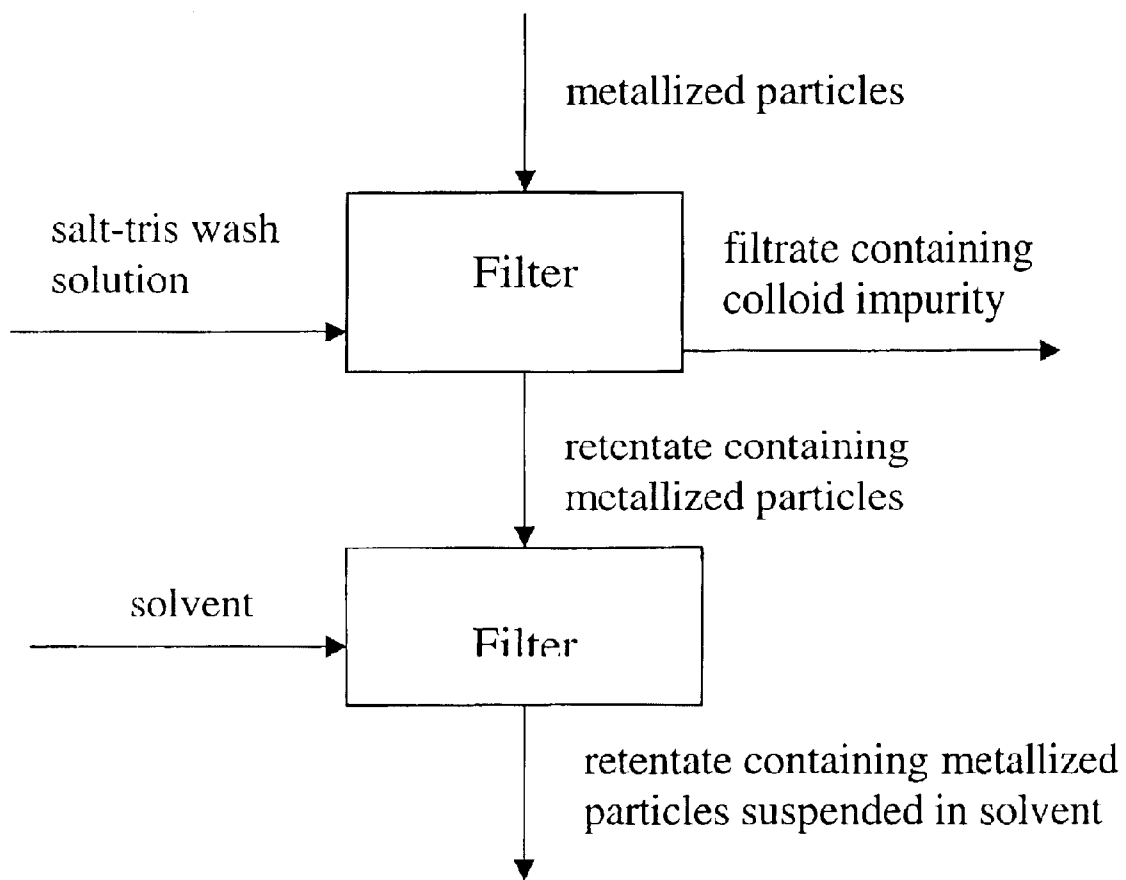 metallized particles
salt-tris wash
solution
Filter
filtrate containing
colloid impurity
retentate containing
metallized particles
solvent
Filter
retentate containing metallized
particles suspended in solvent